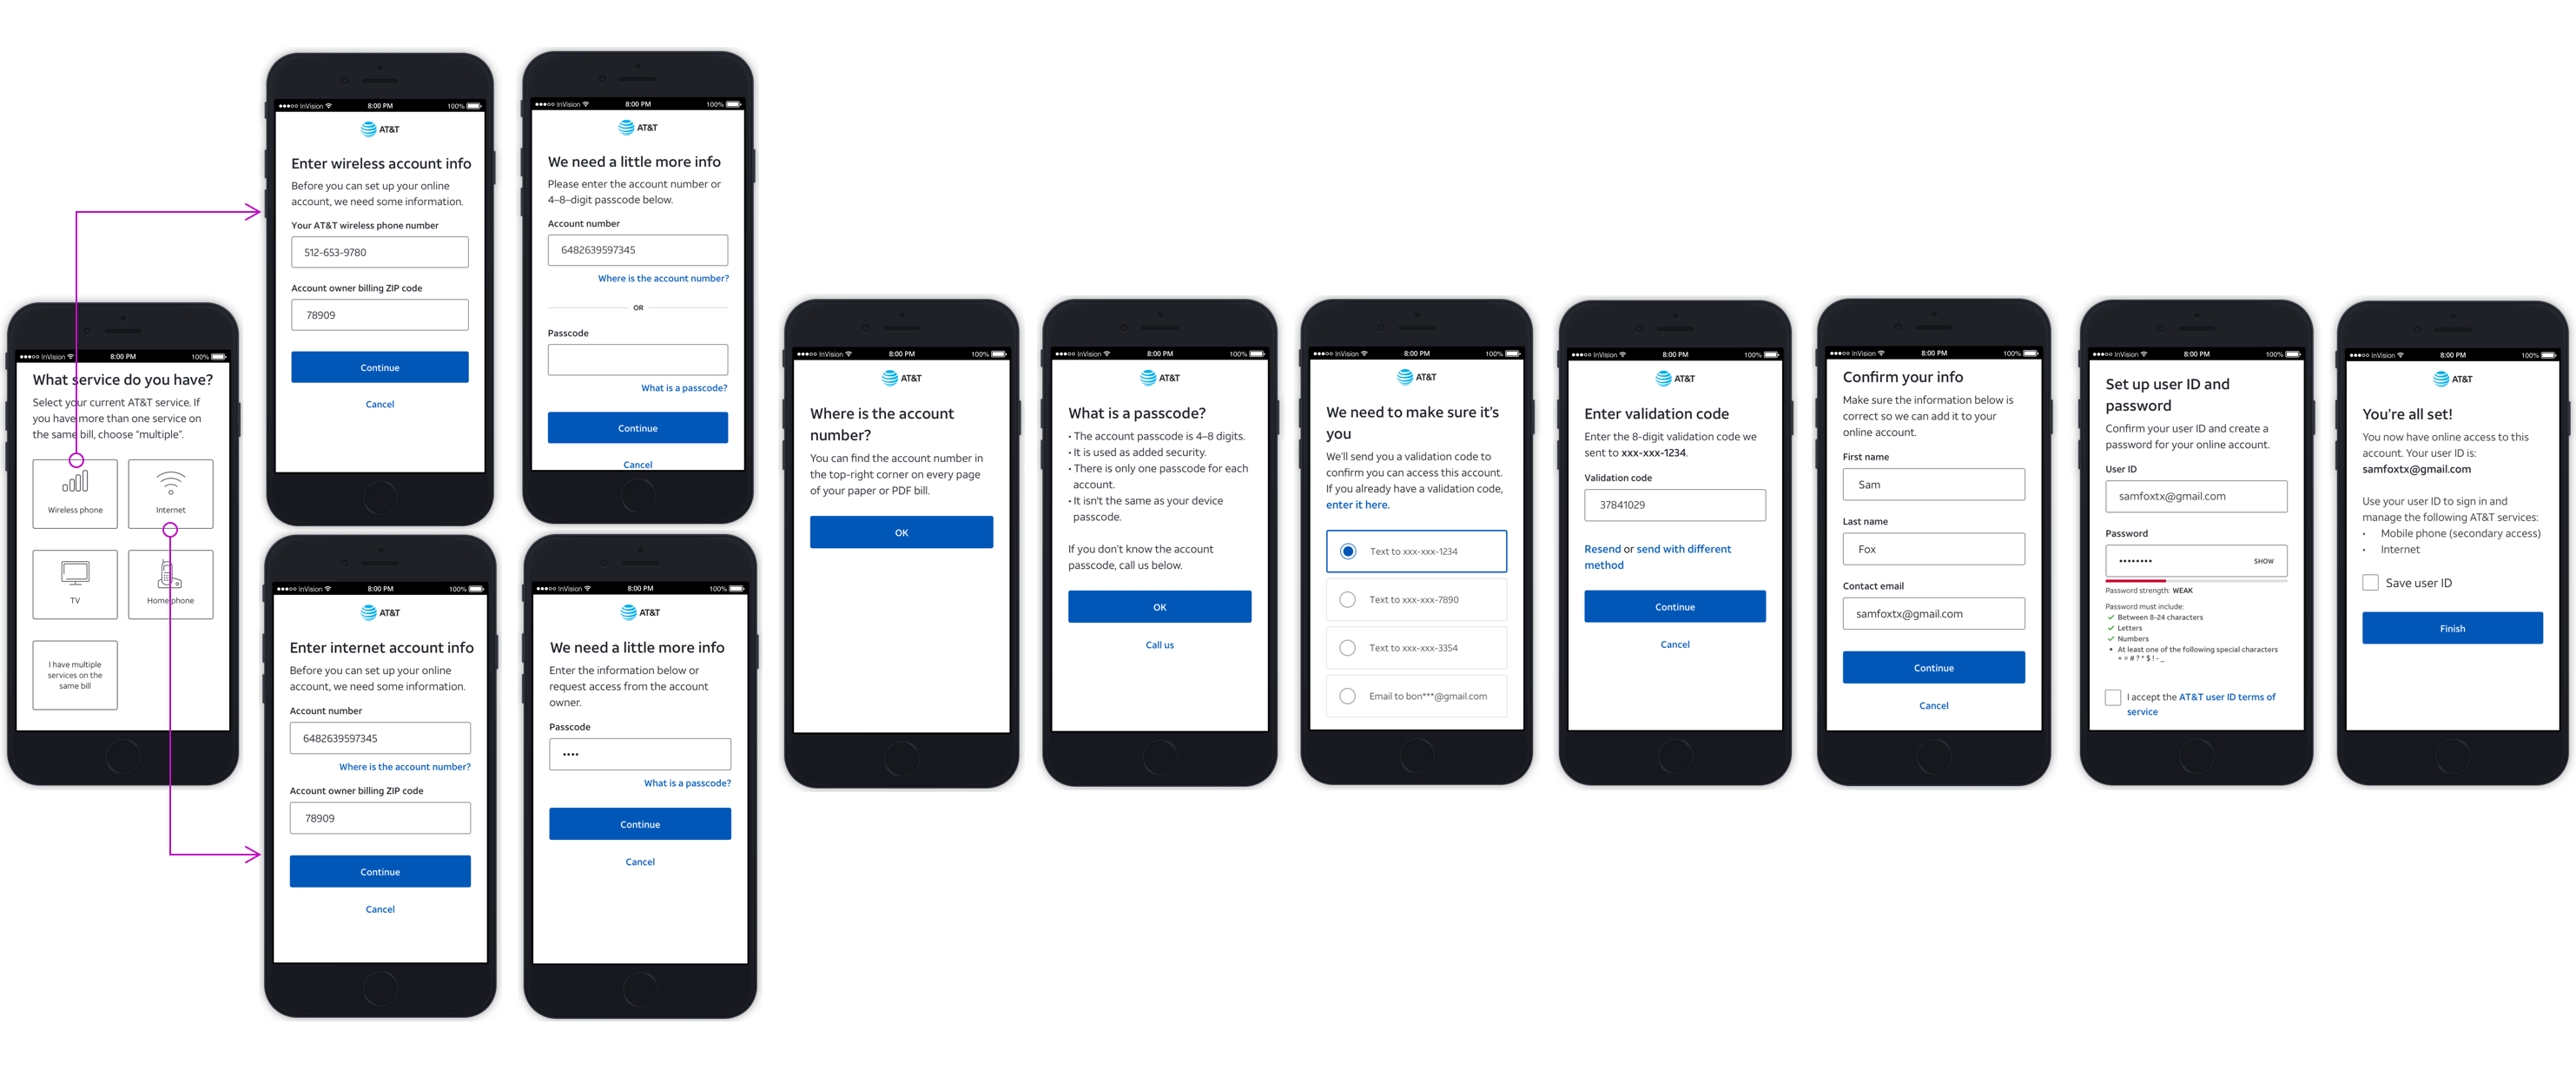 ●●●○○ InVision 8:00 PM 100%
What service do you have?
Select your current AT&T service. If
you have more than one service on
the same bill, choose “multiple”.
Wireless phone
Internet
TV
Home phone
I have multiple
services on the
same bill
●●●○○ InVision 8:00 PM 100%
AT&T
Enter wireless account info
Before you can set up your online
account, we need some information.
Your AT&T wireless phone number
512-653-9780
Account owner billing ZIP code
78909
Continue
Cancel
●●●○○ InVision 8:00 PM 100%
AT&T
We need a little more info
Please enter the account number or
4–8–digit passcode below.
Account number
6482639597345
Where is the account number?
OR
Passcode
What is a passcode?
Continue
Cancel
●●●○○ InVision 8:00 PM 100%
AT&T
Enter internet account info
Before you can set up your online
account, we need some information.
Account number
6482639597345
Where is the account number?
Account owner billing ZIP code
78909
Continue
Cancel
●●●○○ InVision 8:00 PM 100%
AT&T
We need a little more info
Enter the information below or
request access from the account
owner.
Passcode
••••
What is a passcode?
Continue
Cancel
●●●○○ InVision 8:00 PM 100%
AT&T
Where is the account
number?
You can find the account number in
the top-right corner on every page
of your paper or PDF bill.
OK
●●●○○ InVision 8:00 PM 100%
AT&T
What is a passcode?
• The account passcode is 4–8 digits.
• It is used as added security.
• There is only one passcode for each
account.
• It isn't the same as your device
passcode.
If you don’t know the account
passcode, call us below.
OK
Call us
●●●○○ InVision 8:00 PM 100%
AT&T
We need to make sure it’s
you
We’ll send you a validation code to
confirm you can access this account.
If you already have a validation code,
enter it here.
Text to xxx-xxx-1234
Text to xxx-xxx-7890
Text to xxx-xxx-3354
Email to bon***@gmail.com
●●●○○ InVision 8:00 PM 100%
AT&T
Enter validation code
Enter the 8-digit validation code we
sent to xxx-xxx-1234.
Validation code
37841029
Resend or send with different
method
Continue
Cancel
●●●○○ InVision 8:00 PM 100%
Confirm your info
Make sure the information below is
correct so we can add it to your
online account.
First name
Sam
Last name
Fox
Contact email
samfoxtx@gmail.com
Continue
Cancel
●●●○○ InVision 8:00 PM 100%
Set up user ID and
password
Confirm your user ID and create a
password for your online account.
User ID
samfoxtx@gmail.com
Password
•••••••• SHOW
Password strength: WEAK
Password must include:
Between 8-24 characters
Letters
Numbers
• At least one of the following special characters
+ = # ? * $ ! - _
I accept the AT&T user ID terms of
service
●●●○○ InVision 8:00 PM 100%
AT&T
You’re all set!
You now have online access to this
account. Your user ID is:
samfoxtx@gmail.com
Use your user ID to sign in and
manage the following AT&T services:
• Mobile phone (secondary access)
• Internet
Save user ID
Finish